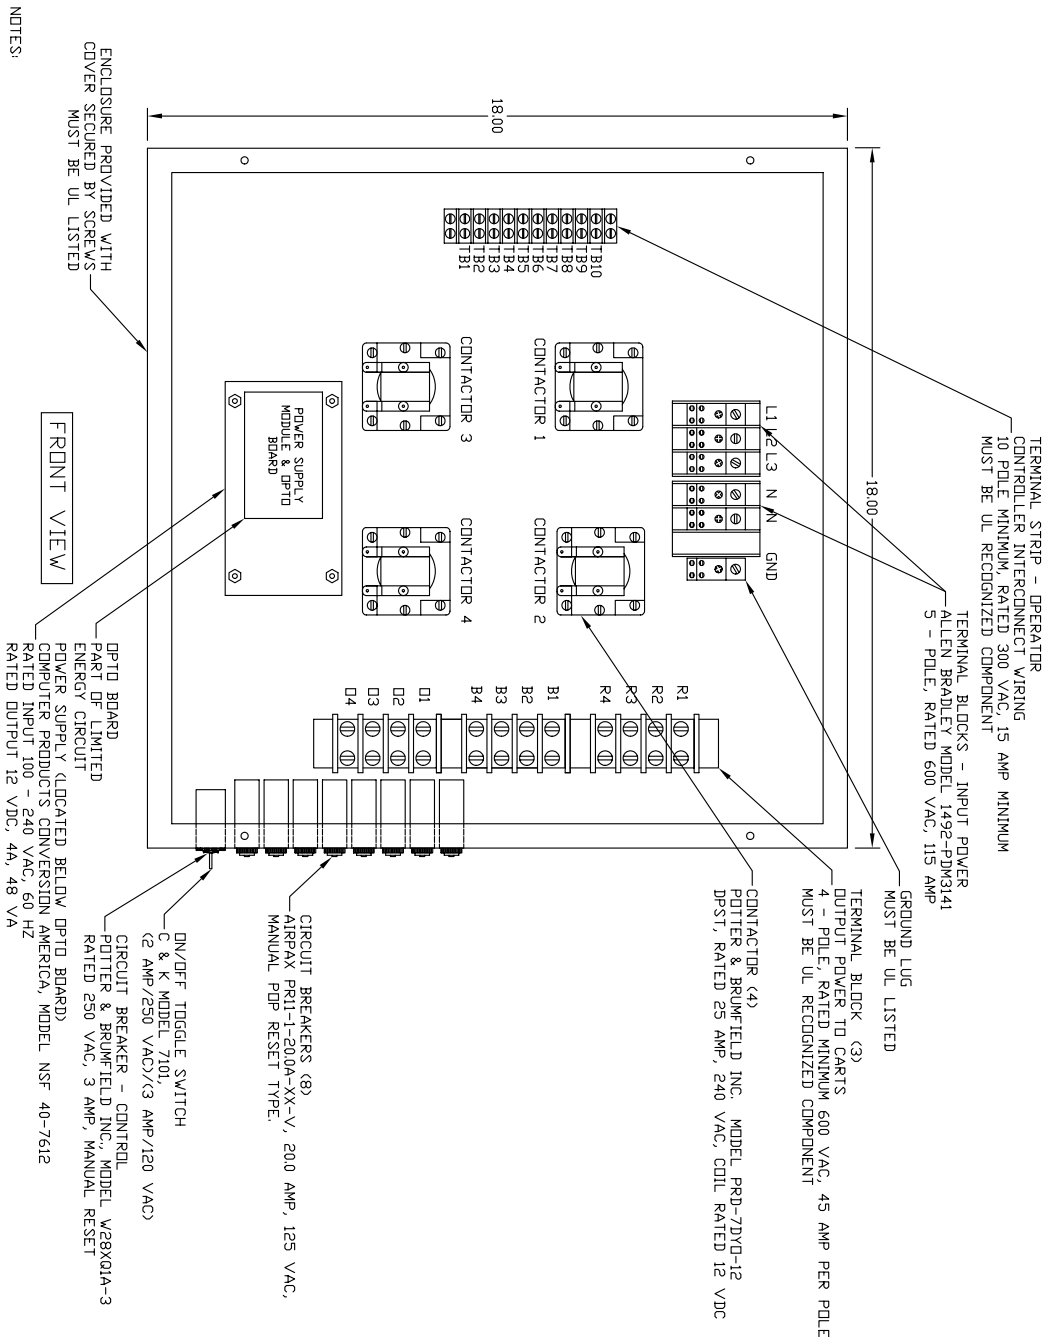 TERMINAL STRIP - OPERATOR
CONTROLLER INTERCONNECT WIRING
10 POLE MINIMUM, RATED 300 VAC, 15 AMP MINIMUM
MUST BE UL RECOGNIZED COMPONENT
TERMINAL BLOCKS - INPUT POWER
ALLEN BRADLEY MODEL 1492-PDM3141
5 - POLE, RATED 600 VAC, 115 AMP
GROUND LUG
MUST BE UL LISTED
TERMINAL BLOCK (3)
OUTPUT POWER TO CARTS
4 - POLE, RATED MINIMUM 600 VAC, 45 AMP PER POLE
MUST BE UL RECOGNIZED COMPONENT
CONTACTOR (4)
POTTER & BRUMFIELD INC. MODEL PRD-7DYO-12
DPST, RATED 25 AMP, 240 VAC, COIL RATED 12 VDC
18.00
18.00
L1
L2
L3
N
N
GND
TB10
TB9
TB8
TB7
TB6
TB5
TB4
TB3
TB2
TB1
CONTACTOR 1
CONTACTOR 2
CONTACTOR 3
CONTACTOR 4
R1
R2
R3
R4
B1
B2
B3
B4
O1
O2
O3
O4
POWER SUPPLY
MODULE & OPTO
BOARD
CIRCUIT BREAKERS (8)
AIRPAX PR11-1-20.0A-XX-V, 20.0 AMP, 125 VAC,
MANUAL POP RESET TYPE.
ON/OFF TOGGLE SWITCH
C & K MODEL 7101,
(2 AMP/250 VAC)/(3 AMP/120 VAC)
CIRCUIT BREAKER - CONTROL
POTTER & BRUMFIELD INC., MODEL W28XQ1A-3
RATED 250 VAC, 3 AMP, MANUAL RESET
ENCLOSURE PROVIDED WITH
COVER SECURED BY SCREWS
MUST BE UL LISTED
OPTO BOARD
PART OF LIMITED
ENERGY CIRCUIT
POWER SUPPLY (LOCATED BELOW OPTO BOARD)
COMPUTER PRODUCTS CONVERSION AMERICA, MODEL NSF 40-7612
RATED INPUT 100 - 240 VAC, 60 HZ
RATED OUTPUT 12 VDC, 4A, 48 VA
FRONT VIEW
NOTES: